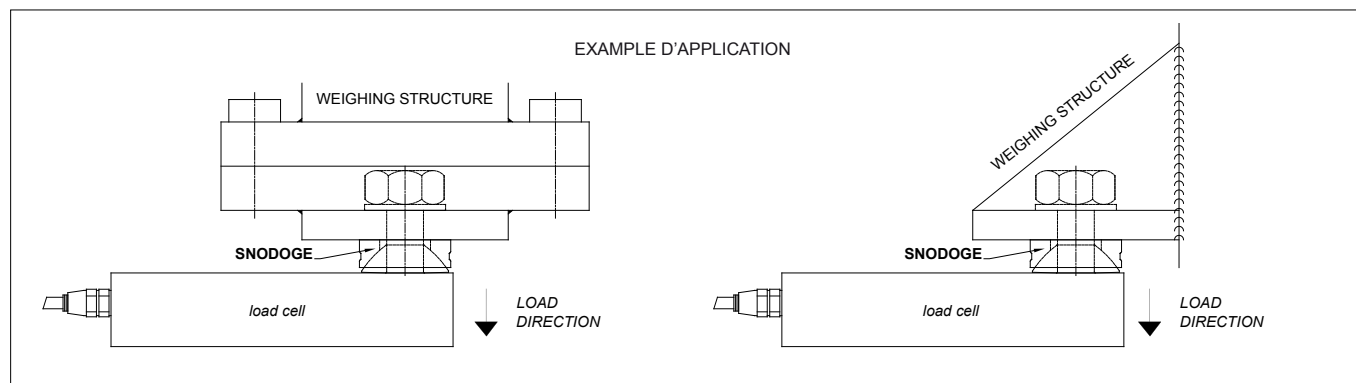 EXAMPLE D'APPLICATION
WEIGHING STRUCTURE
SNODOGE
load cell
LOAD
DIRECTION
WEIGHING STRUCTURE
SNODOGE
load cell
LOAD
DIRECTION